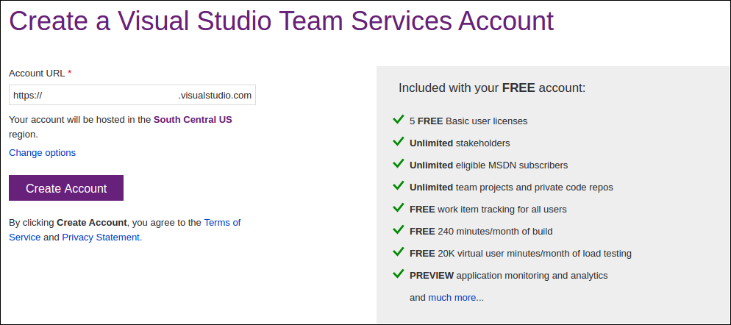 Create a Visual Studio Team Services Account
Account URL *
https:// .visualstudio.com
Your account will be hosted in the South Central US
region.
Change options
Create Account
By clicking Create Account, you agree to the Terms of
Service and Privacy Statement.
Included with your FREE account:
5 FREE Basic user licenses
Unlimited stakeholders
Unlimited eligible MSDN subscribers
Unlimited team projects and private code repos
FREE work item tracking for all users
FREE 240 minutes/month of build
FREE 20K virtual user minutes/month of load testing
PREVIEW application monitoring and analytics
and much more...